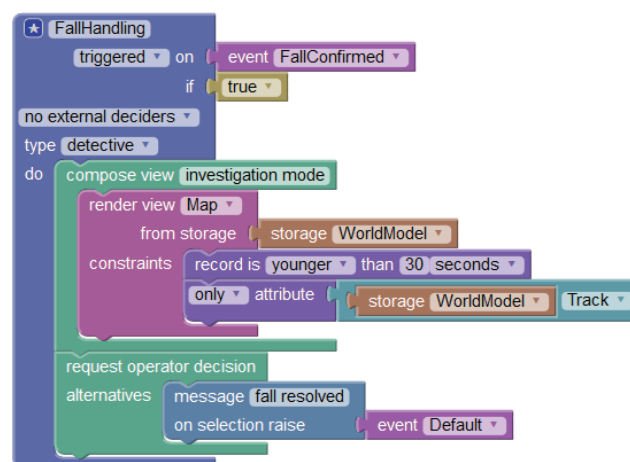 FallHandling
triggered on event FallConfirmed
if true
no external deciders
type detective
do compose view investigation mode
render view Map
from storage storage WorldModel
constraints record is younger than 30 seconds
only attribute storage WorldModel Track
request operator decision
alternatives message fall resolved
on selection raise event Default